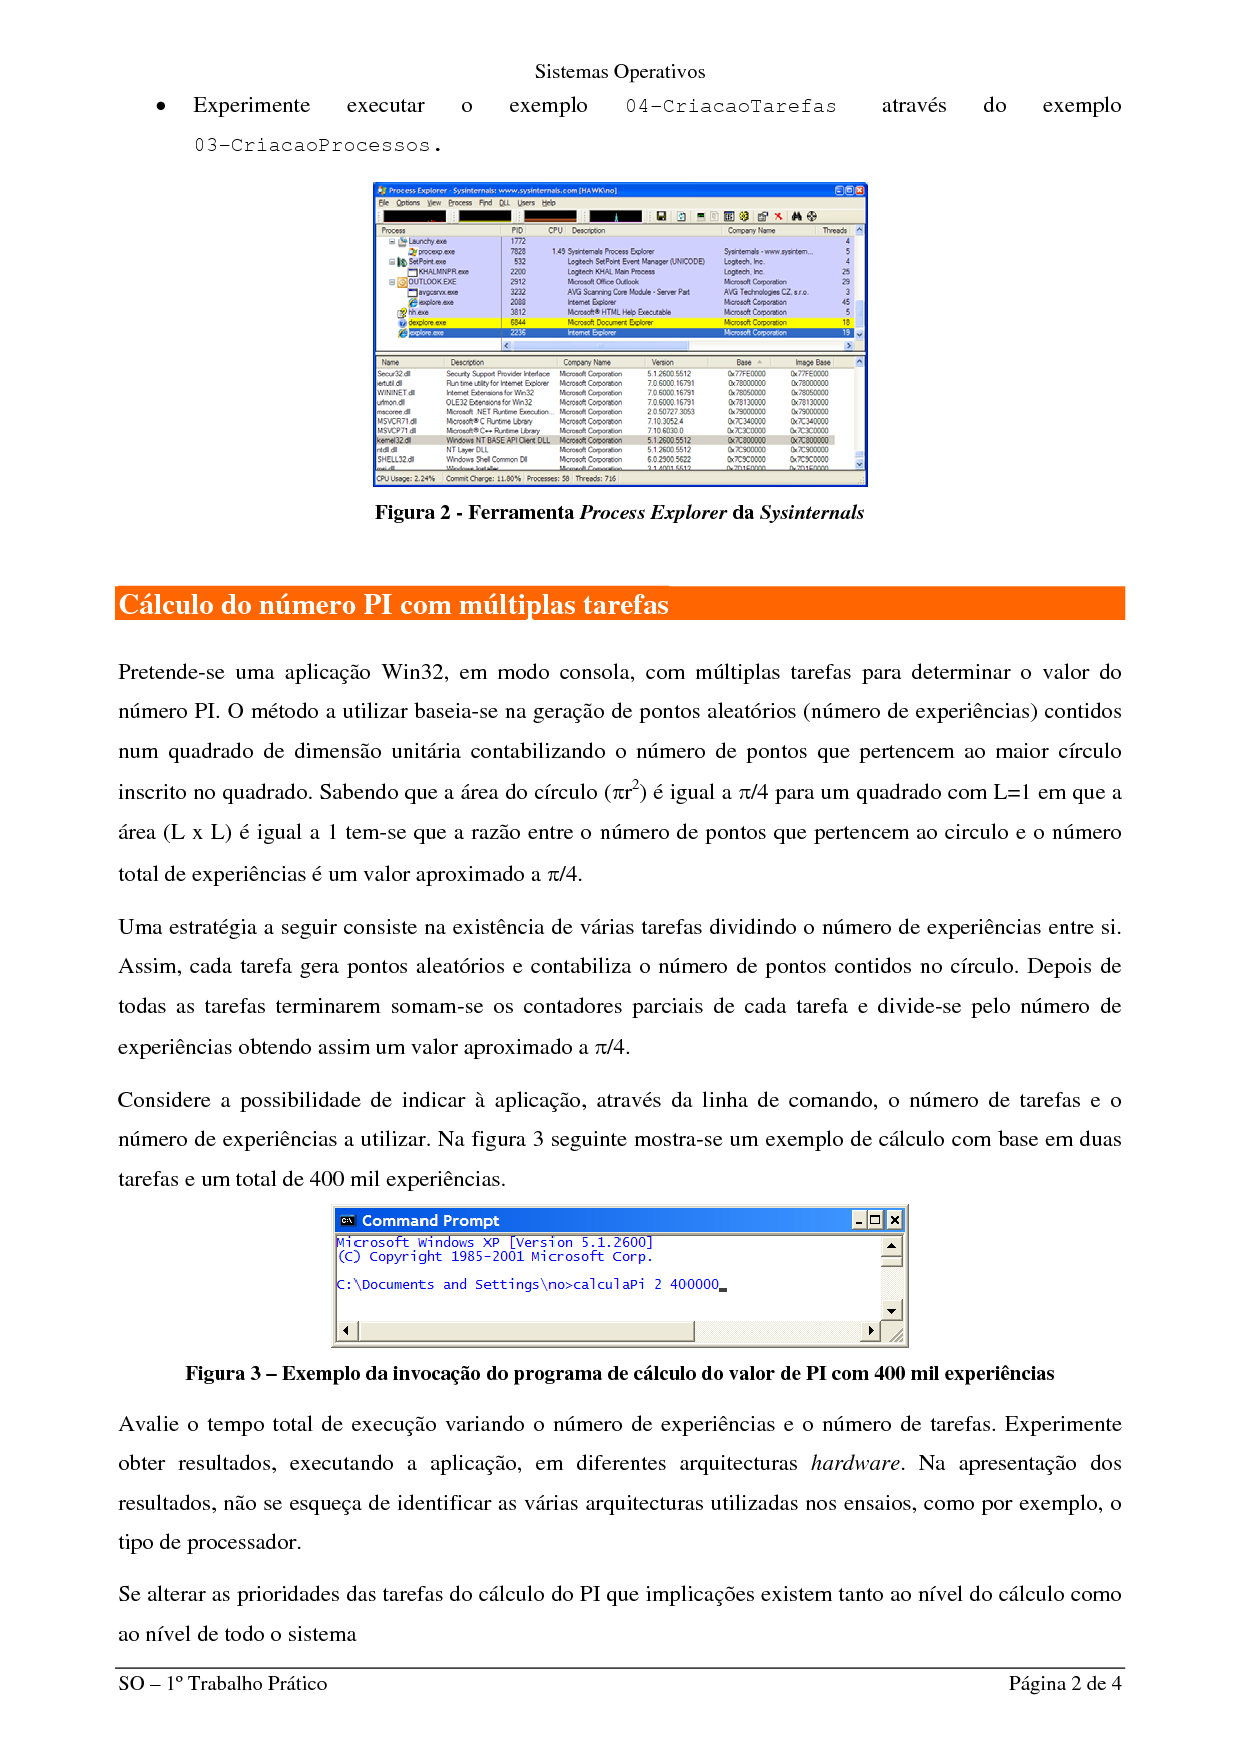 Sistemas Operativos
• Experimente executar o exemplo 04-CriacaoTarefas através do exemplo
03-CriacaoProcessos.
Process Explorer - Sysinternals: www.sysinternals.com [HAWK\no]
File Options View Process Find DLL Users Help
Process PID CPU Description Company Name Threads
Launchy.exe 1772 4
procexp.exe 7828 1.49 Sysinternals Process Explorer Sysinternals - www.sysintern... 5
SetPoint.exe 532 Logitech SetPoint Event Manager (UNICODE) Logitech, Inc. 4
KHALMNPR.exe 2200 Logitech KHAL Main Process Logitech, Inc. 25
OUTLOOK.EXE 2912 Microsoft Office Outlook Microsoft Corporation 29
avgcsrvx.exe 3232 AVG Scanning Core Module - Server Part AVG Technologies CZ, s.r.o. 3
iexplore.exe 2088 Internet Explorer Microsoft Corporation 45
hh.exe 3812 Microsoft® HTML Help Executable Microsoft Corporation 5
dexplore.exe 6844 Microsoft Document Explorer Microsoft Corporation 18
iexplore.exe 2236 Internet Explorer Microsoft Corporation 19
Name Description Company Name Version Base Image Base
Secur32.dll Security Support Provider Interface Microsoft Corporation 5.1.2600.5512 0x77FE0000 0x77FE0000
iertutil.dll Run time utility for Internet Explorer Microsoft Corporation 7.0.6000.16791 0x78000000 0x78000000
WININET.dll Internet Extensions for Win32 Microsoft Corporation 7.0.6000.16791 0x78050000 0x78050000
urlmon.dll OLE32 Extensions for Win32 Microsoft Corporation 7.0.6000.16791 0x78130000 0x78130000
mscoree.dll Microsoft .NET Runtime Execution... Microsoft Corporation 2.0.50727.3053 0x79000000 0x79000000
MSVCR71.dll Microsoft® C Runtime Library Microsoft Corporation 7.10.3052.4 0x7C340000 0x7C340000
MSVCP71.dll Microsoft® C++ Runtime Library Microsoft Corporation 7.10.6030.0 0x7C3C0000 0x7C3C0000
kernel32.dll Windows NT BASE API Client DLL Microsoft Corporation 5.1.2600.5512 0x7C800000 0x7C800000
ntdll.dll NT Layer DLL Microsoft Corporation 5.1.2600.5512 0x7C900000 0x7C900000
SHELL32.dll Windows Shell Common Dll Microsoft Corporation 6.0.2900.5622 0x7C9C0000 0x7C9C0000
msi.dll Windows Installer Microsoft Corporation 3.1.4001.5512 0x7D1E0000 0x7D1E0000
CPU Usage: 2.24% Commit Charge: 11.80% Processes: 58 Threads: 716
Figura 2 - Ferramenta Process Explorer da Sysinternals
Cálculo do número PI com múltiplas tarefas
Pretende-se uma aplicação Win32, em modo consola, com múltiplas tarefas para determinar o valor do
número PI. O método a utilizar baseia-se na geração de pontos aleatórios (número de experiências) contidos
num quadrado de dimensão unitária contabilizando o número de pontos que pertencem ao maior círculo
inscrito no quadrado. Sabendo que a área do círculo (πr²) é igual a π/4 para um quadrado com L=1 em que a
área (L x L) é igual a 1 tem-se que a razão entre o número de pontos que pertencem ao circulo e o número
total de experiências é um valor aproximado a π/4.
Uma estratégia a seguir consiste na existência de várias tarefas dividindo o número de experiências entre si.
Assim, cada tarefa gera pontos aleatórios e contabiliza o número de pontos contidos no círculo. Depois de
todas as tarefas terminarem somam-se os contadores parciais de cada tarefa e divide-se pelo número de
experiências obtendo assim um valor aproximado a π/4.
Considere a possibilidade de indicar à aplicação, através da linha de comando, o número de tarefas e o
número de experiências a utilizar. Na figura 3 seguinte mostra-se um exemplo de cálculo com base em duas
tarefas e um total de 400 mil experiências.
Command Prompt
Microsoft Windows XP [Version 5.1.2600]
(C) Copyright 1985-2001 Microsoft Corp.
C:\Documents and Settings\no>calculaPi 2 400000_
Figura 3 – Exemplo da invocação do programa de cálculo do valor de PI com 400 mil experiências
Avalie o tempo total de execução variando o número de experiências e o número de tarefas. Experimente
obter resultados, executando a aplicação, em diferentes arquitecturas hardware. Na apresentação dos
resultados, não se esqueça de identificar as várias arquitecturas utilizadas nos ensaios, como por exemplo, o
tipo de processador.
Se alterar as prioridades das tarefas do cálculo do PI que implicações existem tanto ao nível do cálculo como
ao nível de todo o sistema
SO – 1º Trabalho Prático Página 2 de 4